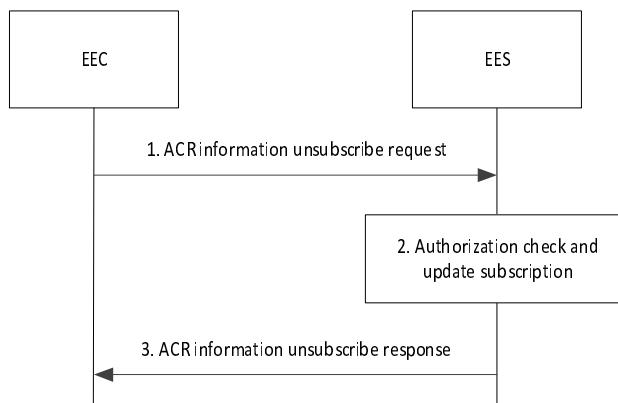 EEC
EES
1. ACR information unsubscribe request
2. Authorization check and
update subscription
3. ACR information unsubscribe response